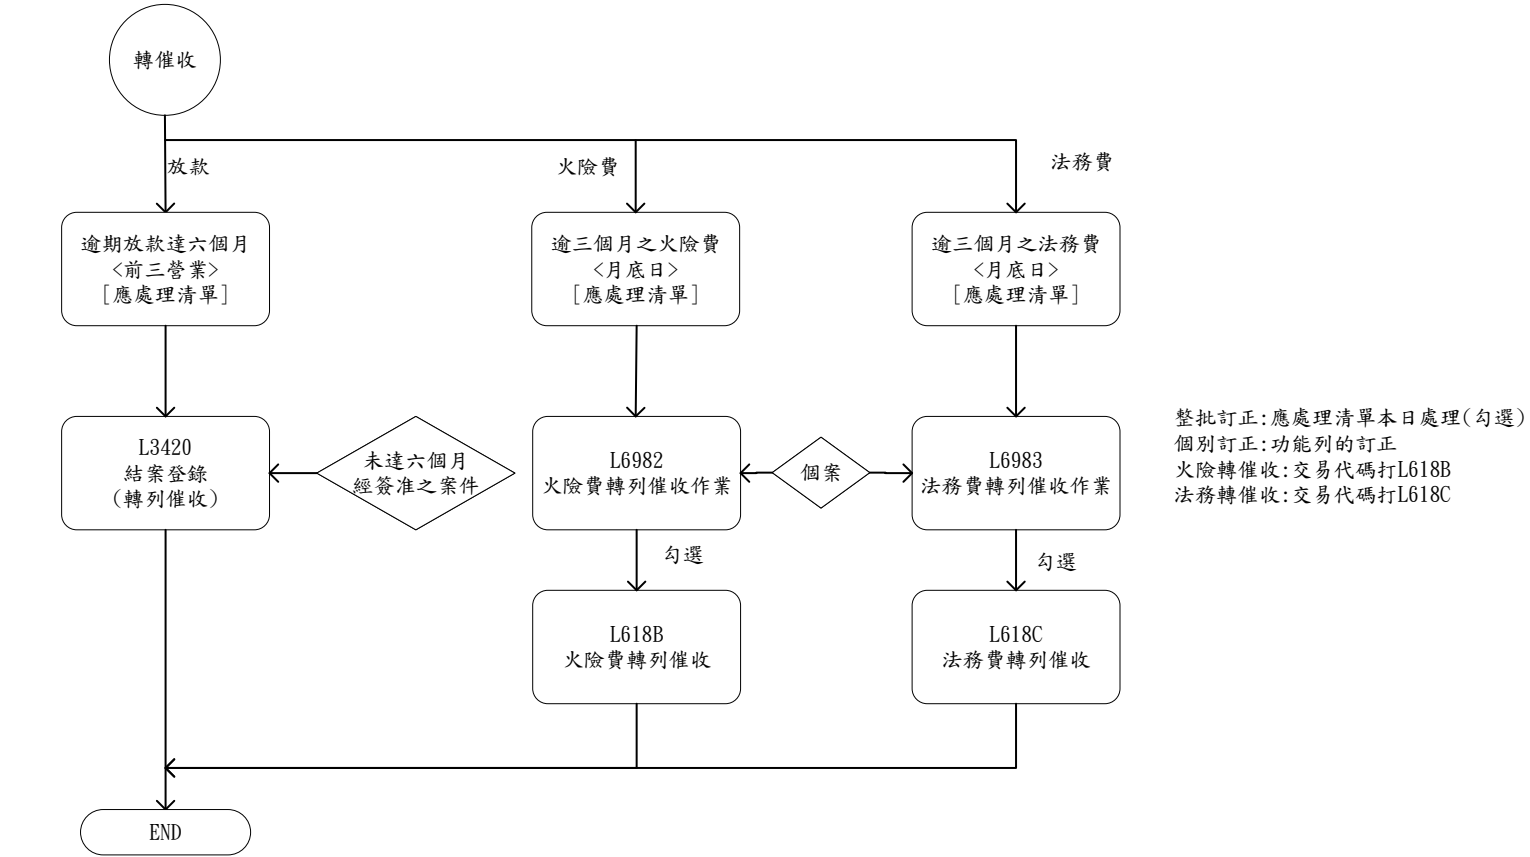 轉催收
放款
火險費
法務費
逾期放款達六個月
<前三營業>
[應處理清單]
逾三個月之火險費
<月底日>
[應處理清單]
逾三個月之法務費
<月底日>
[應處理清單]
L3420
結案登錄
(轉列催收)
未達六個月
經簽准之案件
L6982
火險費轉列催收作業
個案
L6983
法務費轉列催收作業
整批訂正:應處理清單本日處理(勾選)
個別訂正:功能列的訂正
火險轉催收:交易代碼打L618B
法務轉催收:交易代碼打L618C
勾選
勾選
L618B
火險費轉列催收
L618C
法務費轉列催收
END